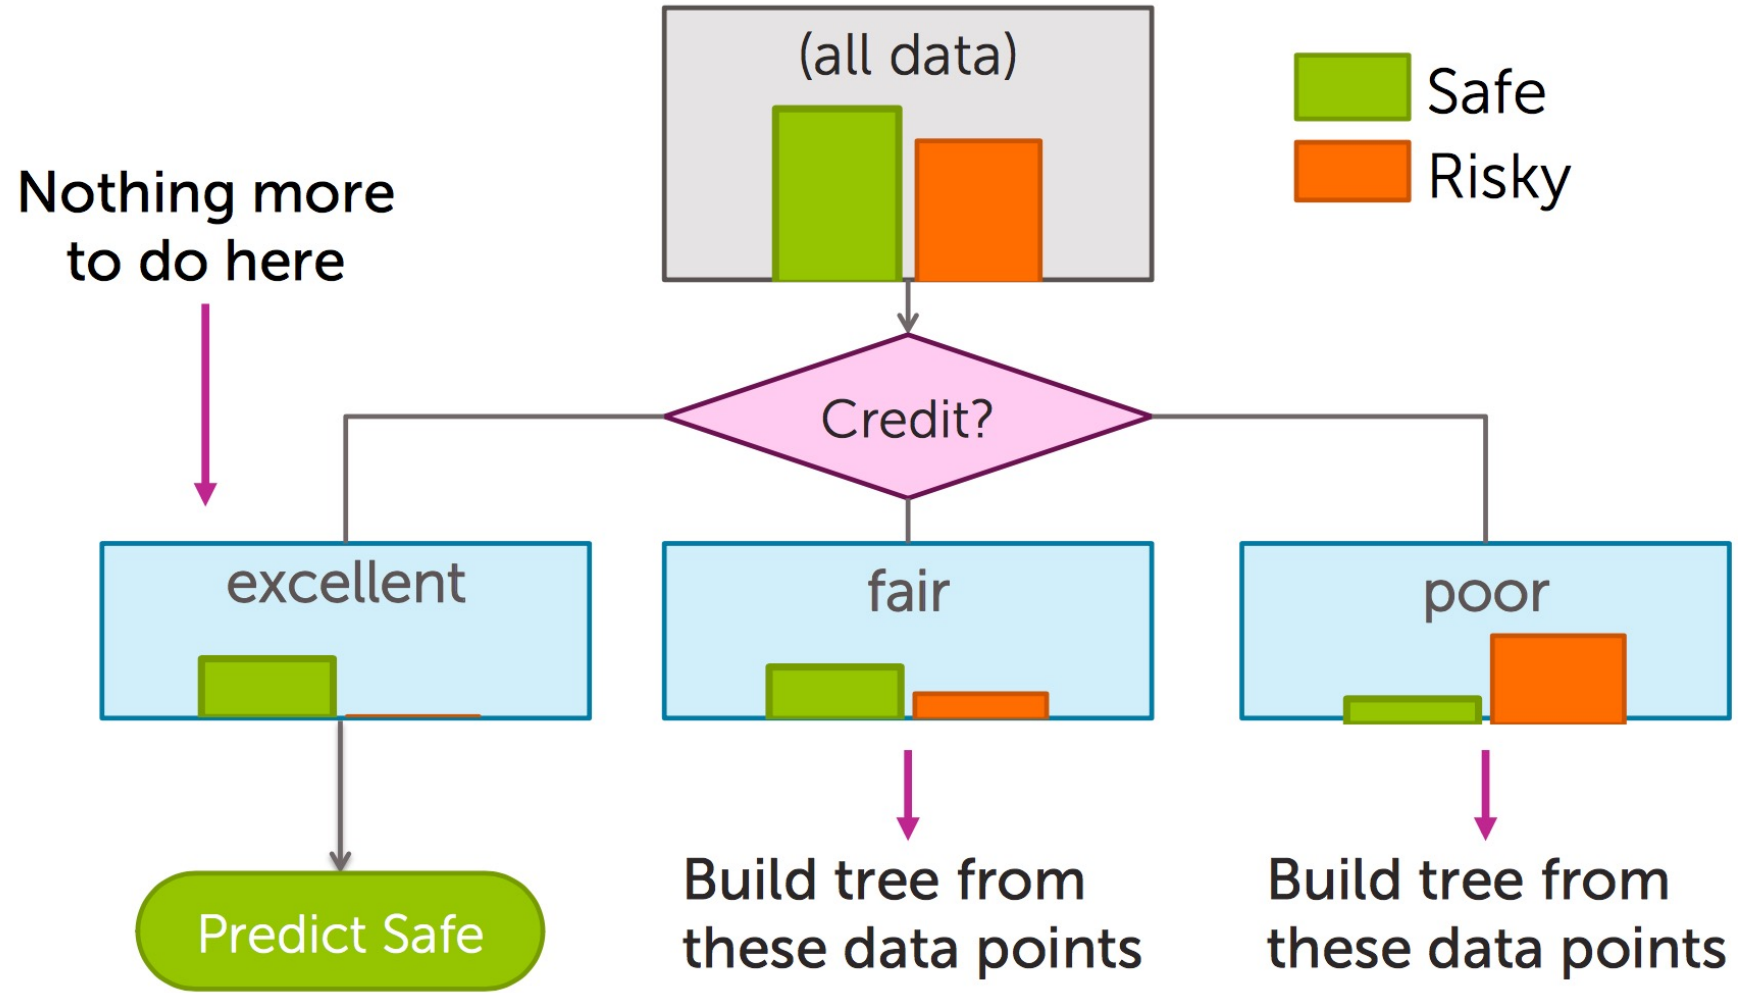 (all data)
Safe
Risky
Nothing more
to do here
Credit?
excellent
fair
poor
Predict Safe
Build tree from
these data points
Build tree from
these data points